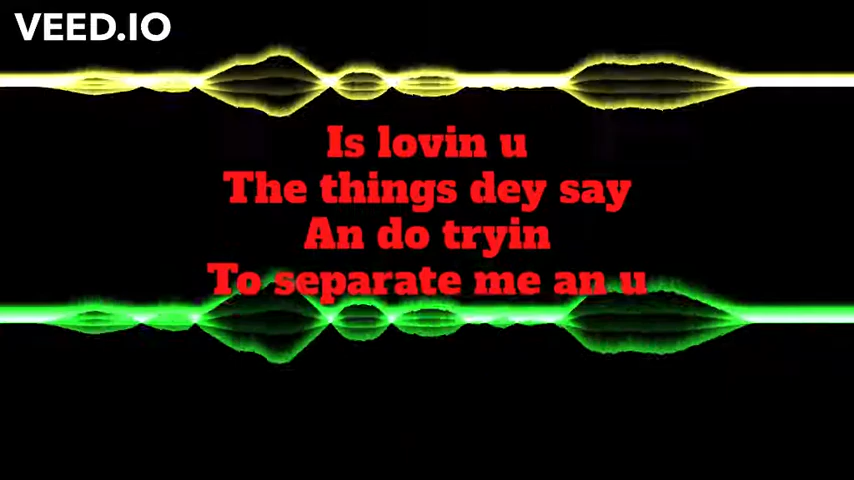 VEED.IO
Is lovin u
The things dey say
An do tryin
To separate me an u